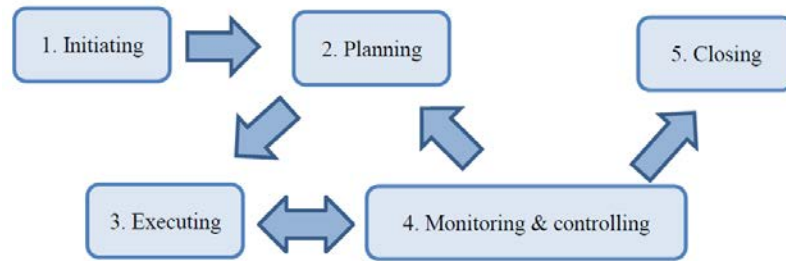 1. Initiating
2. Planning
5. Closing
3. Executing
4. Monitoring & controlling